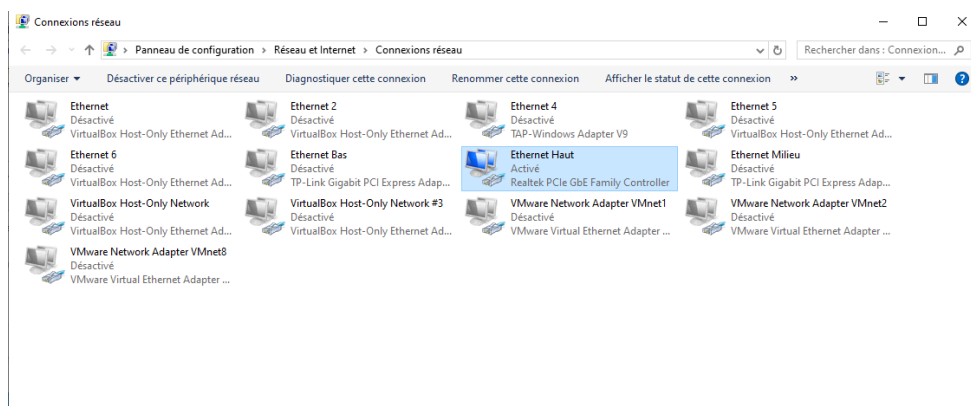 Connexions réseau
Panneau de configuration > Réseau et Internet > Connexions réseau
Rechercher dans : Connexion...
Organiser Désactiver ce périphérique réseau Diagnostiquer cette connexion Renommer cette connexion Afficher le statut de cette connexion »
Ethernet
Désactivé
VirtualBox Host-Only Ethernet Ad...
Ethernet 2
Désactivé
VirtualBox Host-Only Ethernet Ad...
Ethernet 4
Désactivé
TAP-Windows Adapter V9
Ethernet 5
Désactivé
VirtualBox Host-Only Ethernet Ad...
Ethernet 6
Désactivé
VirtualBox Host-Only Ethernet Ad...
Ethernet Bas
Désactivé
TP-Link Gigabit PCI Express Adap...
Ethernet Haut
Activé
Realtek PCIe GbE Family Controller
Ethernet Milieu
Désactivé
TP-Link Gigabit PCI Express Adap...
VirtualBox Host-Only Network
Désactivé
VirtualBox Host-Only Ethernet Ad...
VirtualBox Host-Only Network #3
Désactivé
VirtualBox Host-Only Ethernet Ad...
VMware Network Adapter VMnet1
Désactivé
VMware Virtual Ethernet Adapter ...
VMware Network Adapter VMnet2
Désactivé
VMware Virtual Ethernet Adapter ...
VMware Network Adapter VMnet8
Désactivé
VMware Virtual Ethernet Adapter ...